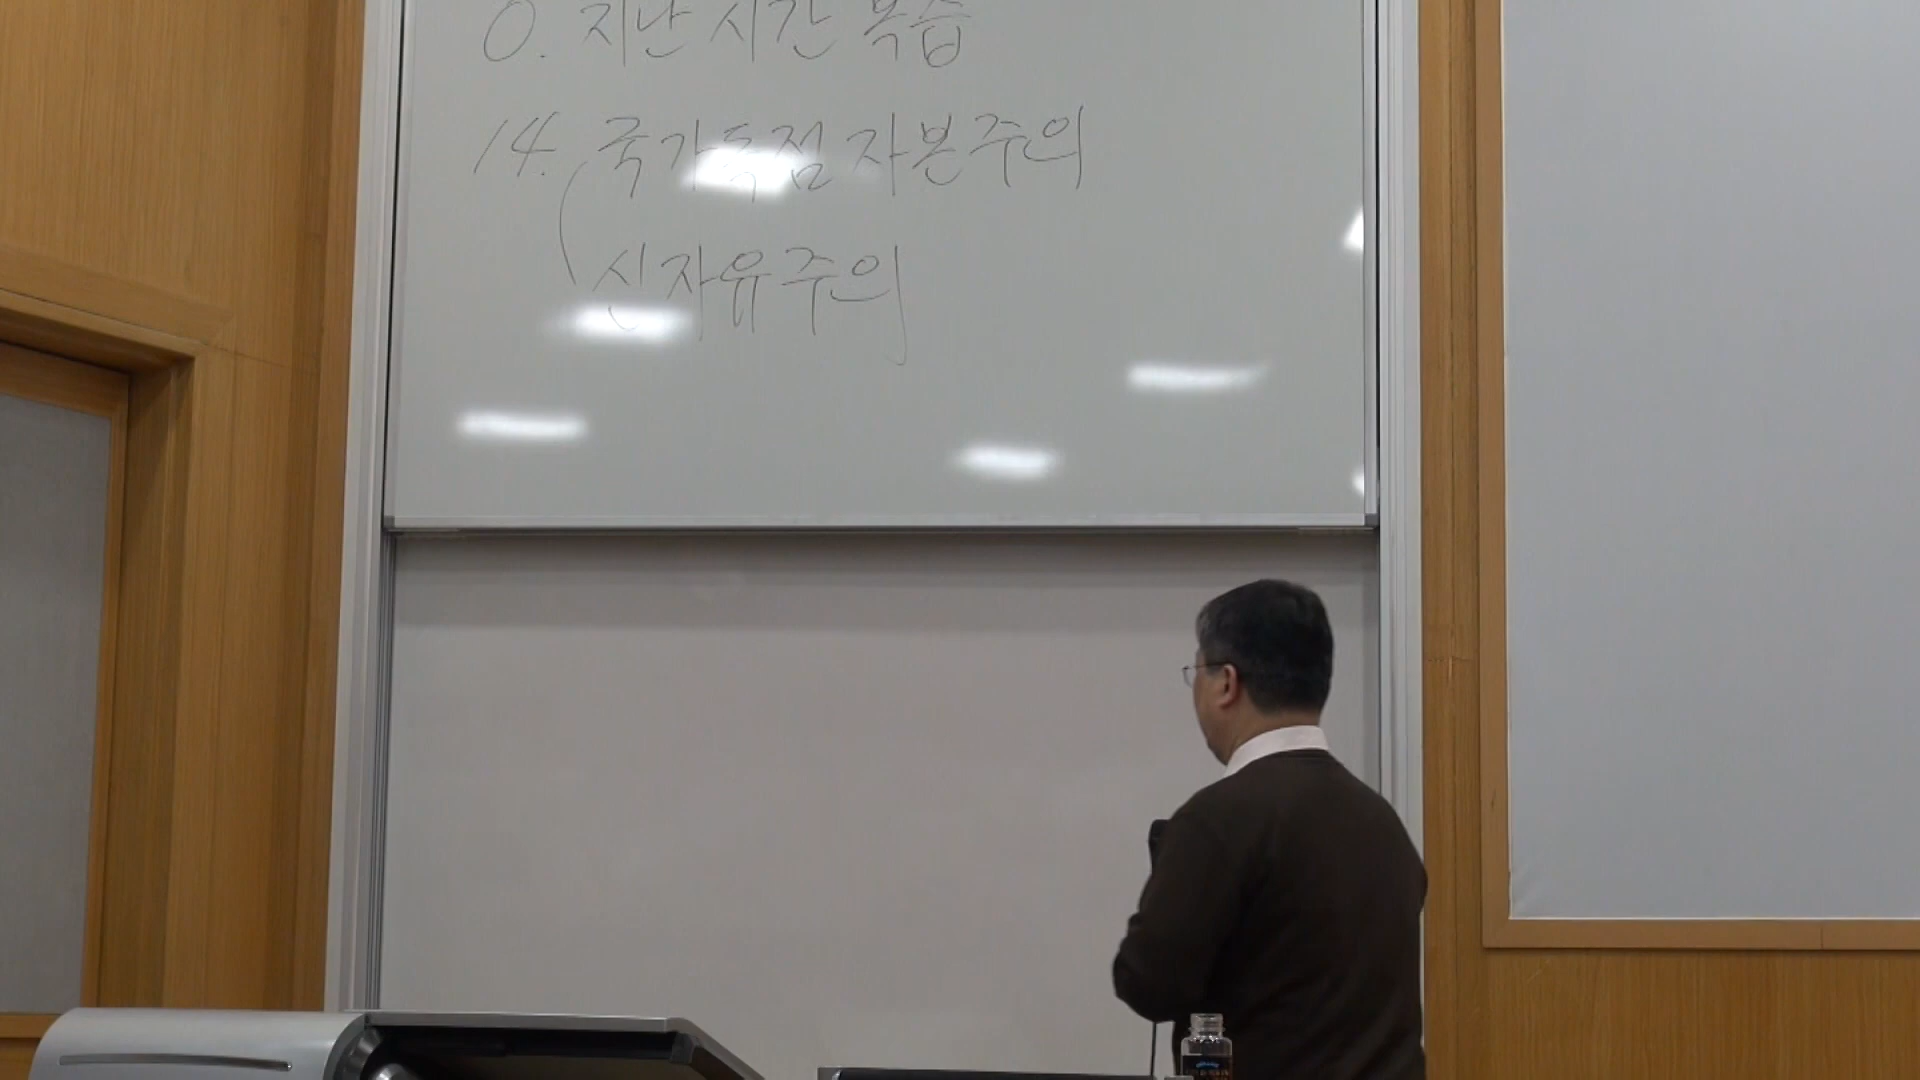 0. 지난 시간 복습
14. 국가독점 자본주의
신자유주의